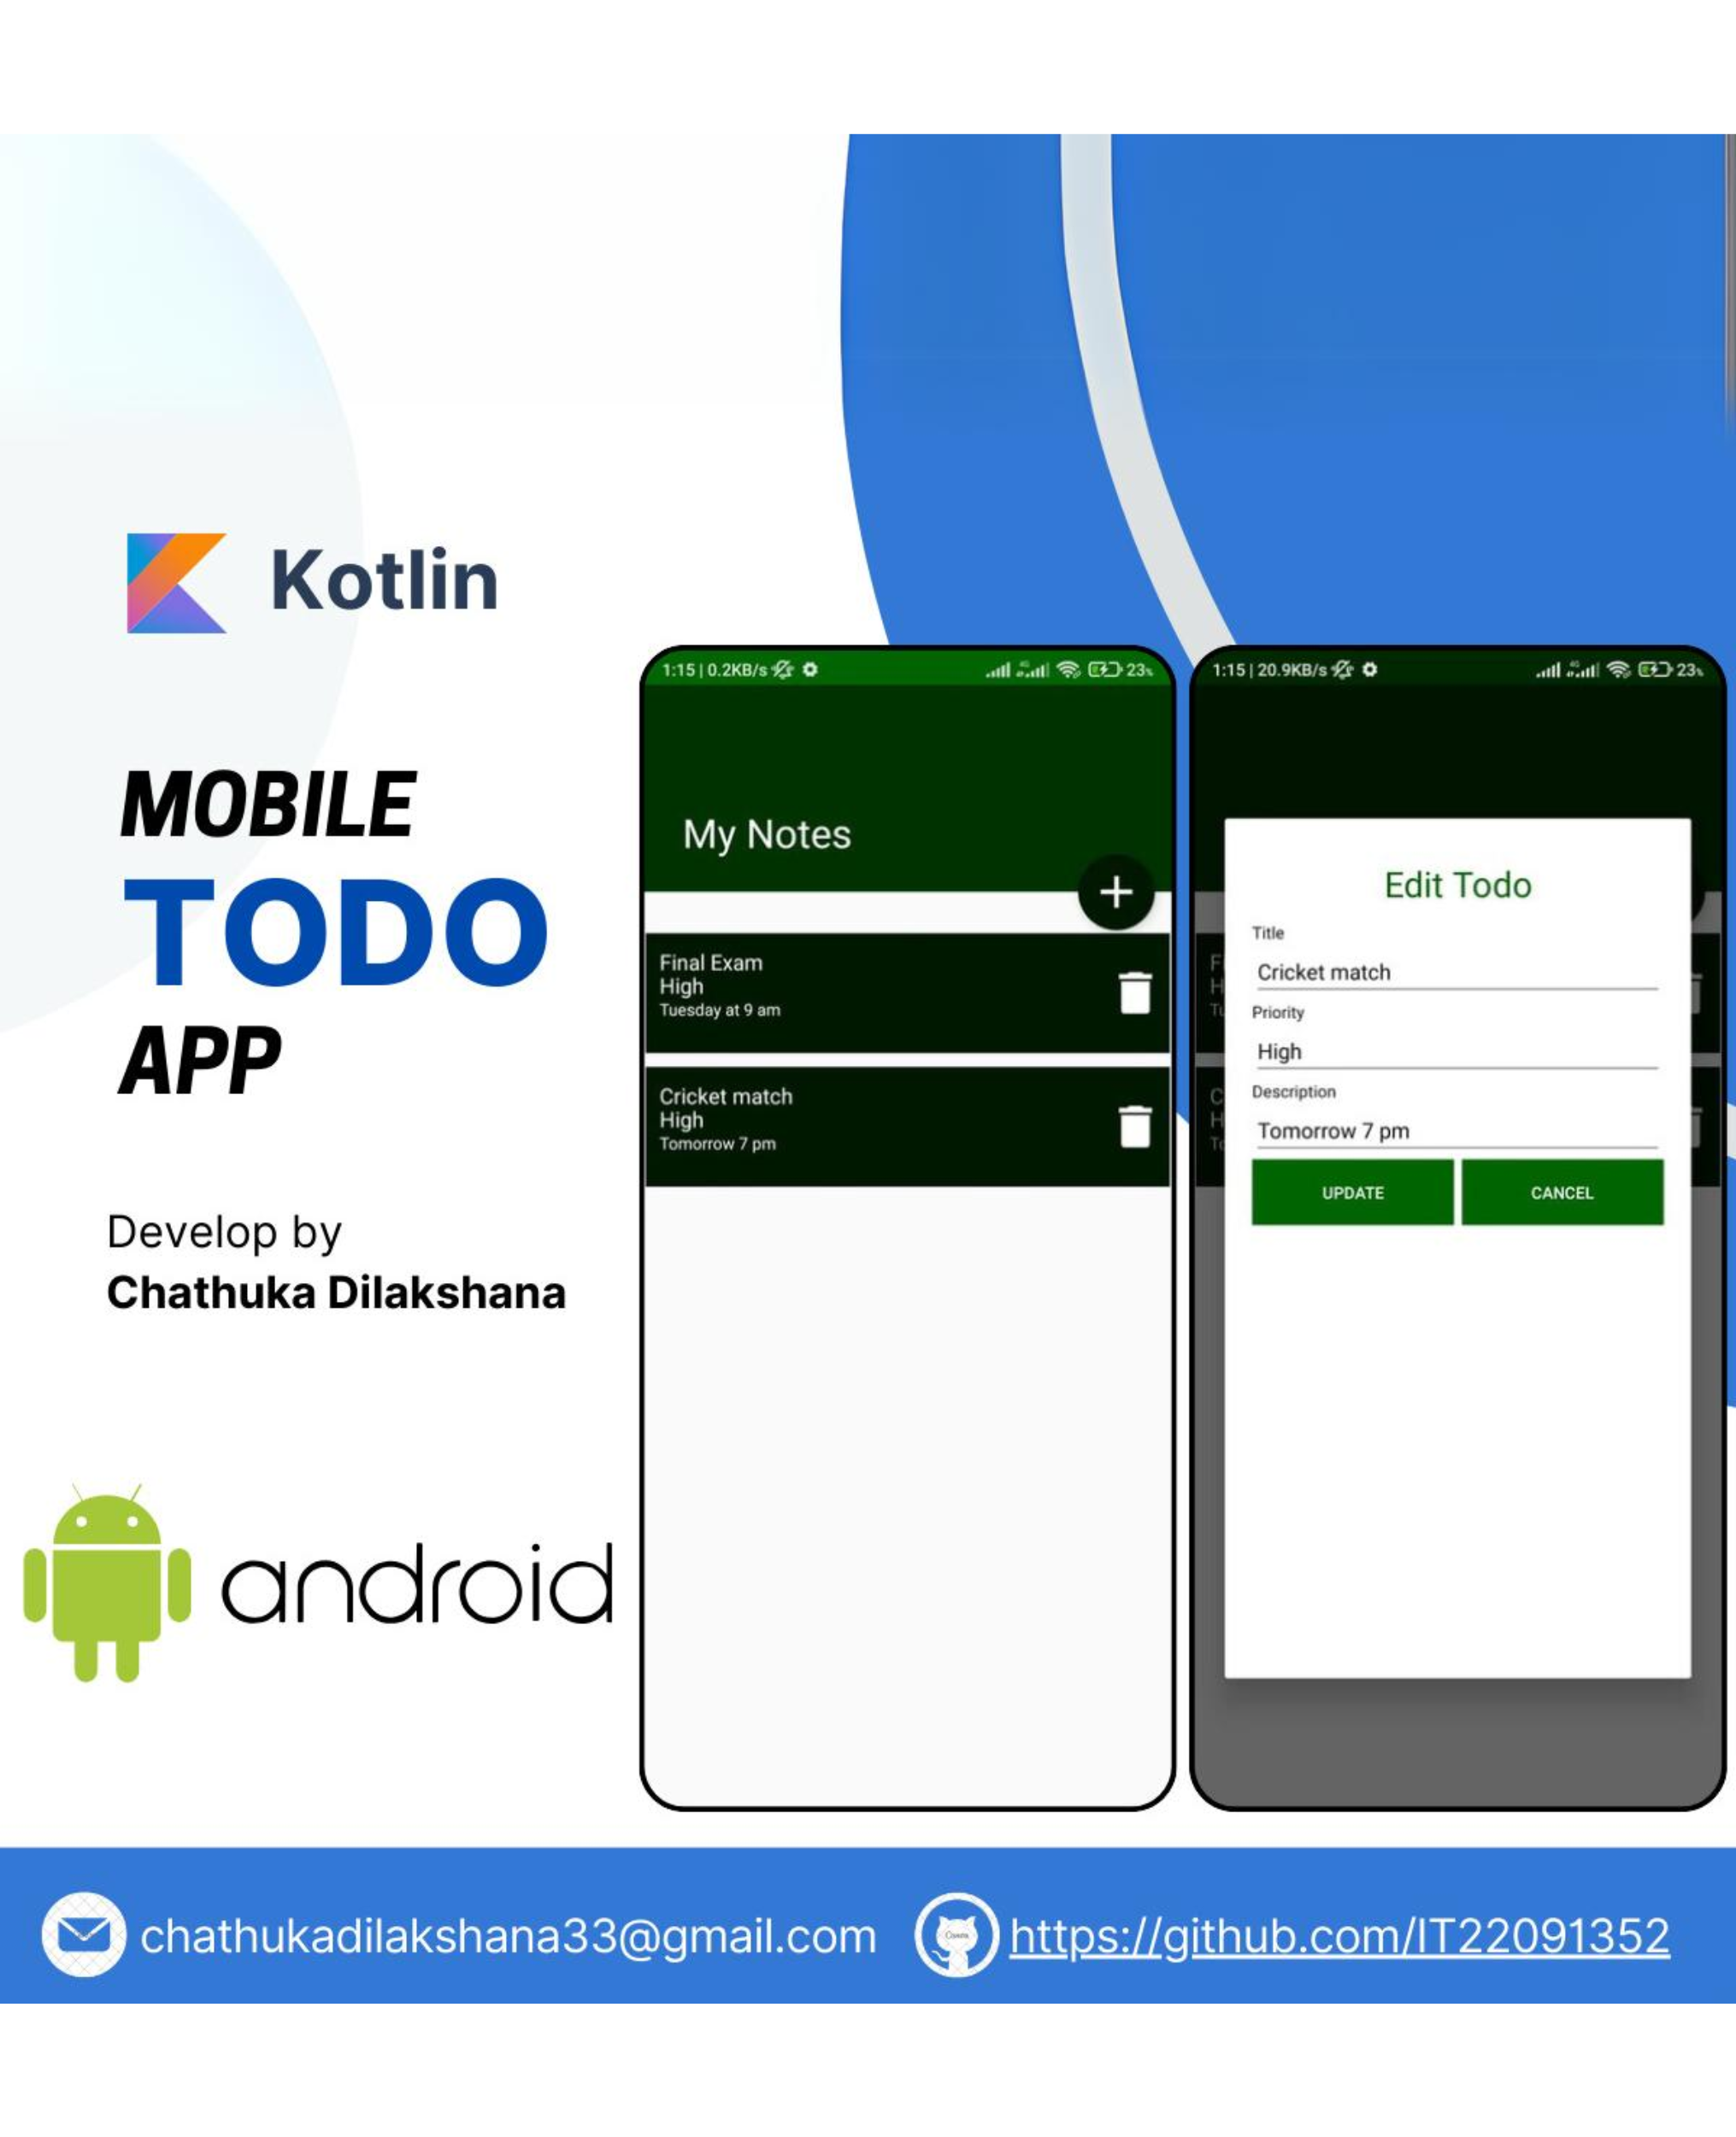 Kotlin
MOBILE
TODO
APP
Develop by
Chathuka Dilakshana
android
1:15 | 0.2KB/s
23%
My Notes
Final Exam
High
Tuesday at 9 am
Cricket match
High
Tomorrow 7 pm
1:15 | 20.9KB/s
23%
Edit Todo
Title
Cricket match
Priority
High
Description
Tomorrow 7 pm
UPDATE
CANCEL
chathukadilakshana33@gmail.com
https://github.com/IT22091352